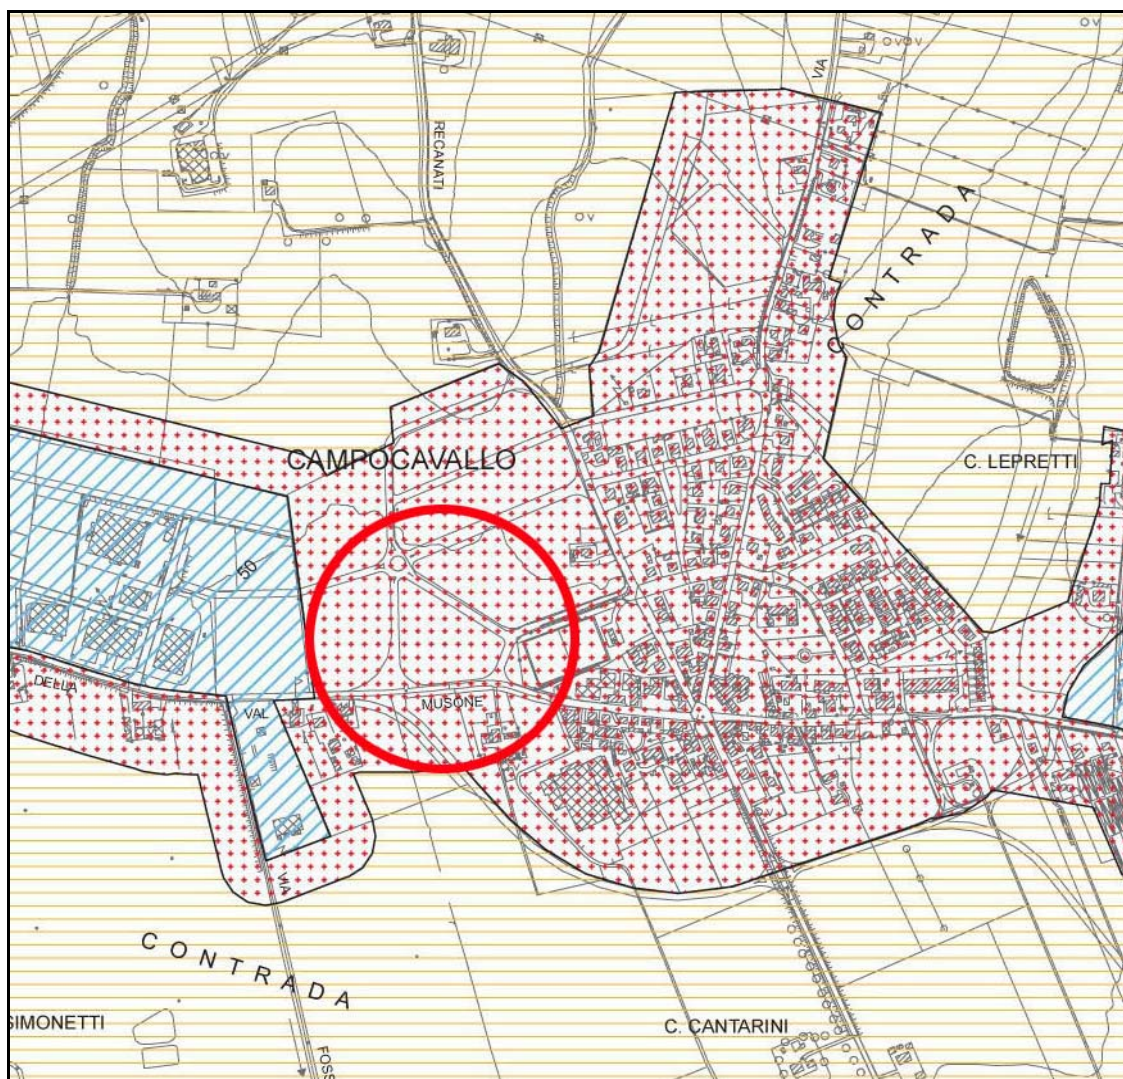 VIA
RECANATI
CONTRADA
CAMPOCAVALLO
C. LEPRETTI
50
DELLA
VAL
MUSONE
VIA
CONTRADA
SIMONETTI
C. CANTARINI
FOSS